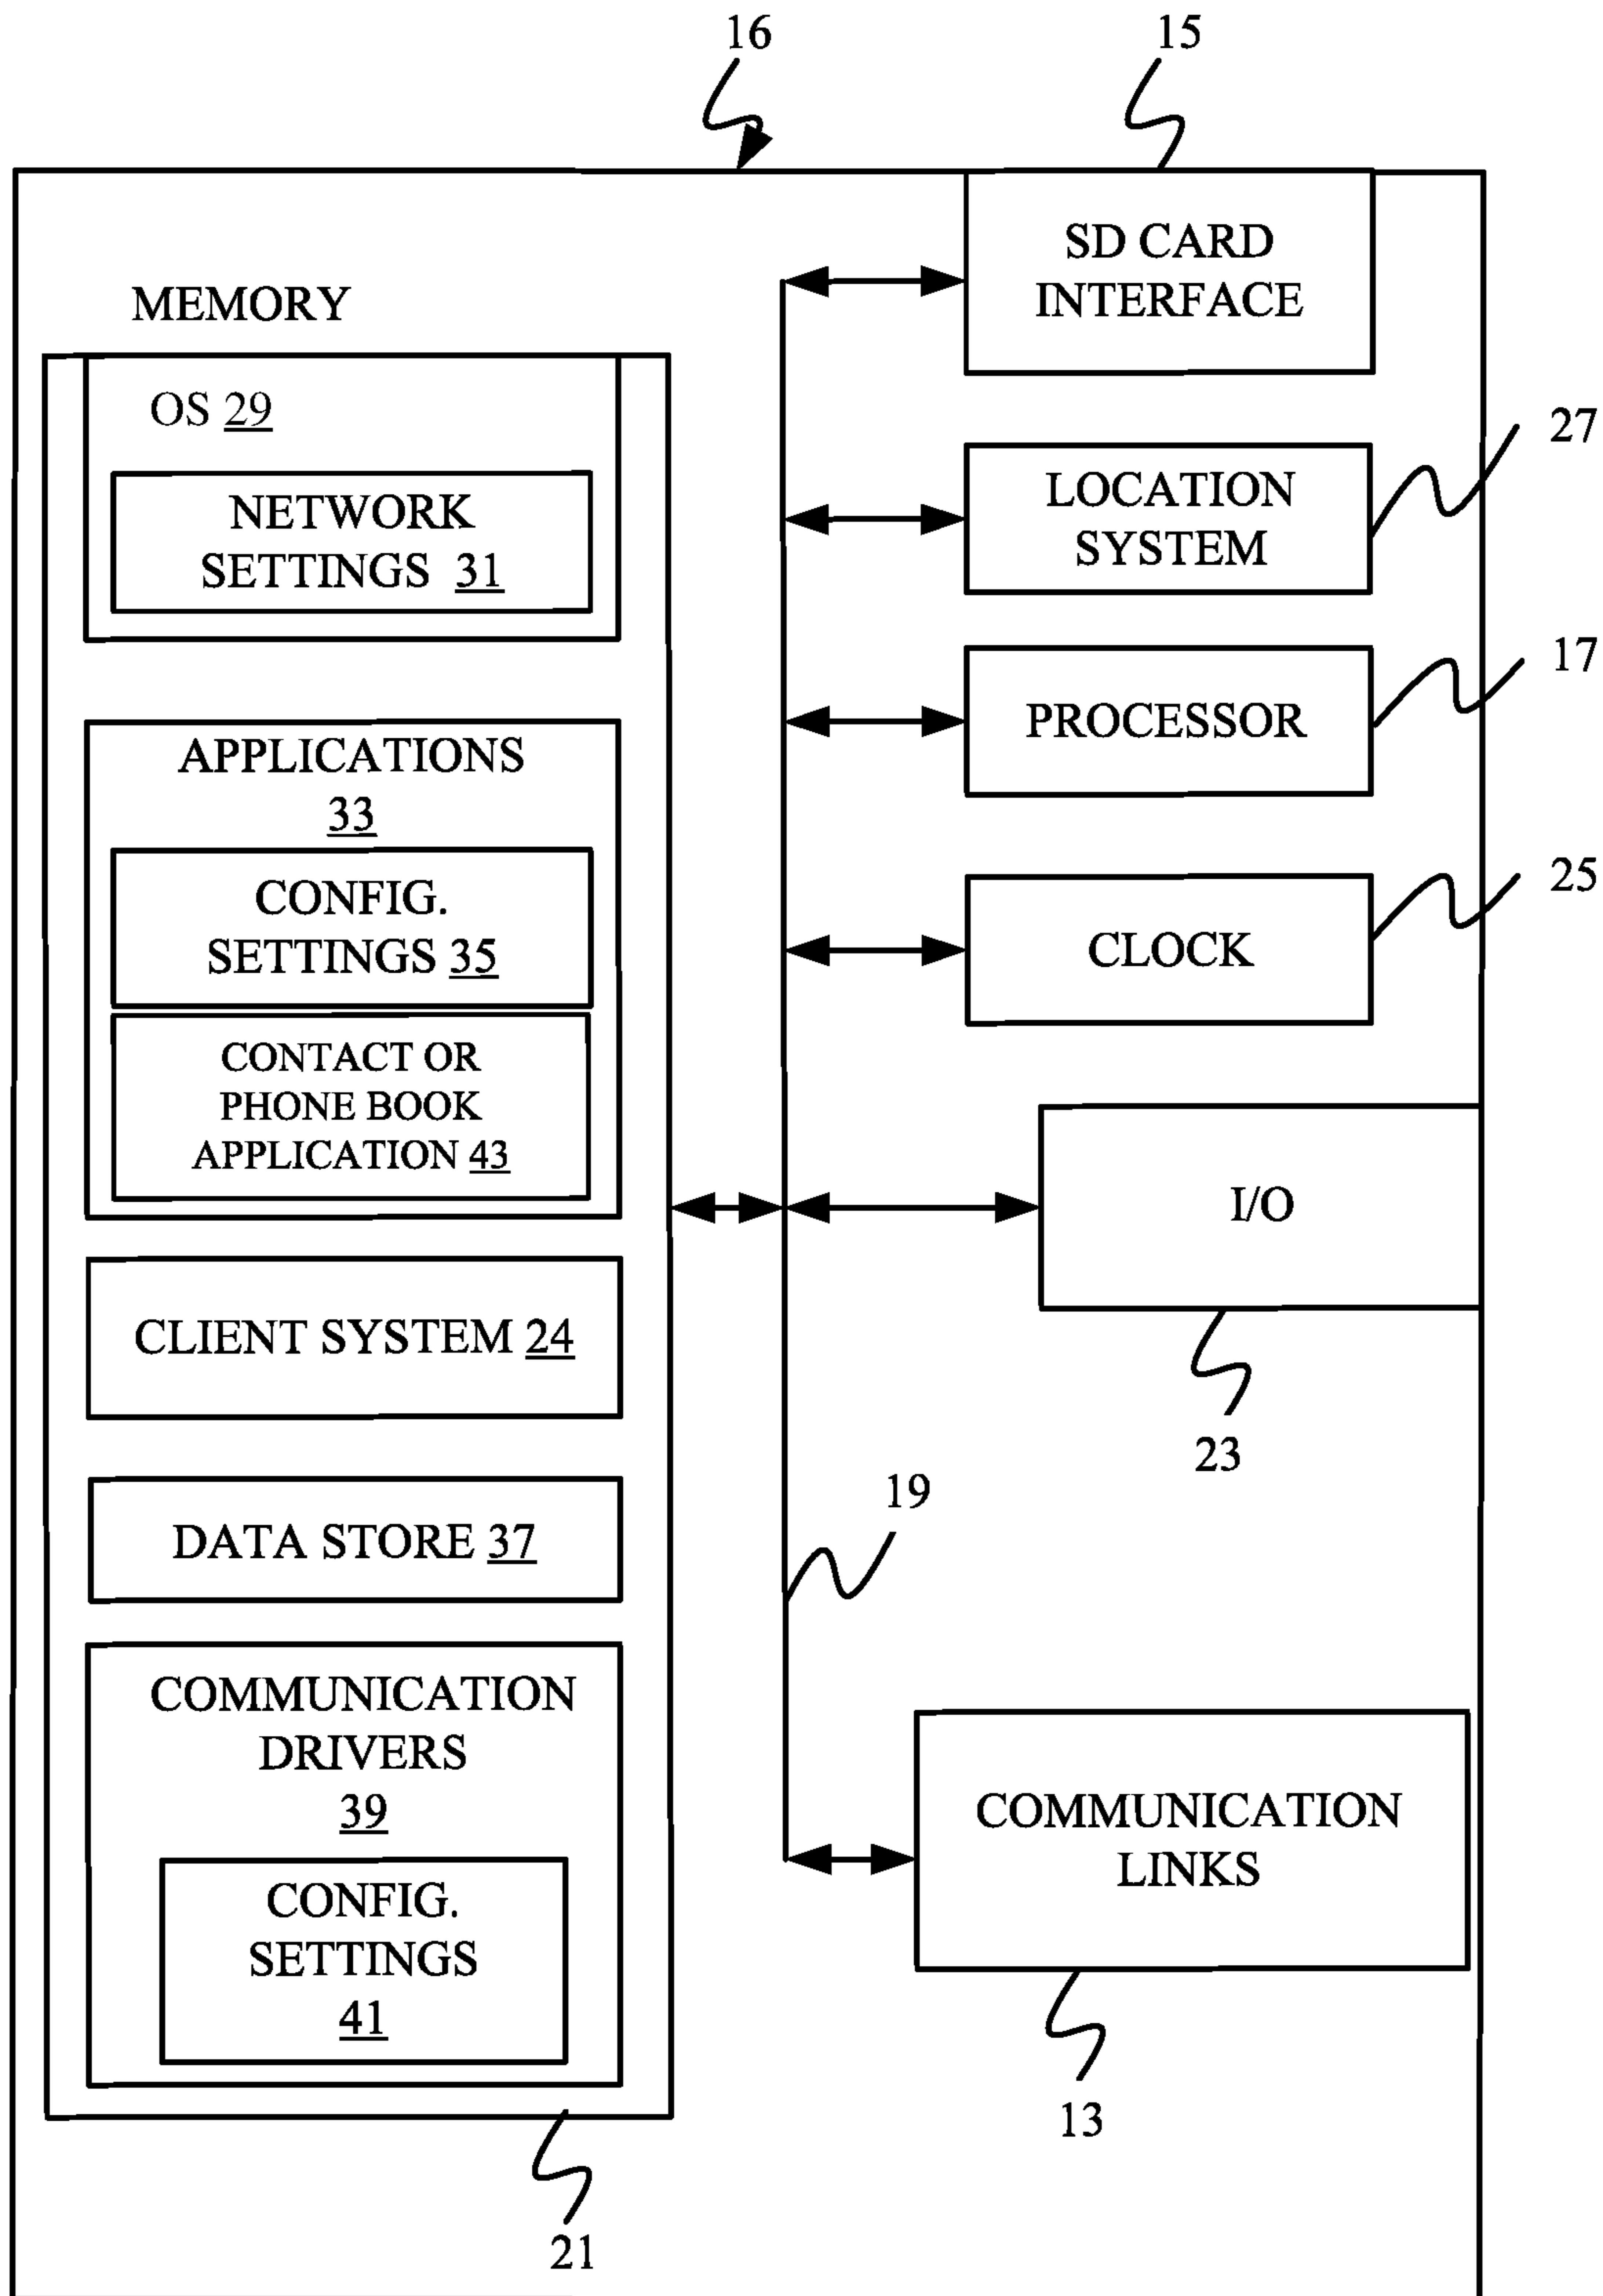 16
15
SD CARD
INTERFACE
MEMORY
OS 29
NETWORK
SETTINGS 31
27
LOCATION
SYSTEM
17
PROCESSOR
APPLICATIONS
33
CONFIG.
SETTINGS 35
CONTACT OR
PHONE BOOK
APPLICATION 43
25
CLOCK
I/O
23
CLIENT SYSTEM 24
19
DATA STORE 37
COMMUNICATION
DRIVERS
39
CONFIG.
SETTINGS
41
COMMUNICATION
LINKS
13
21